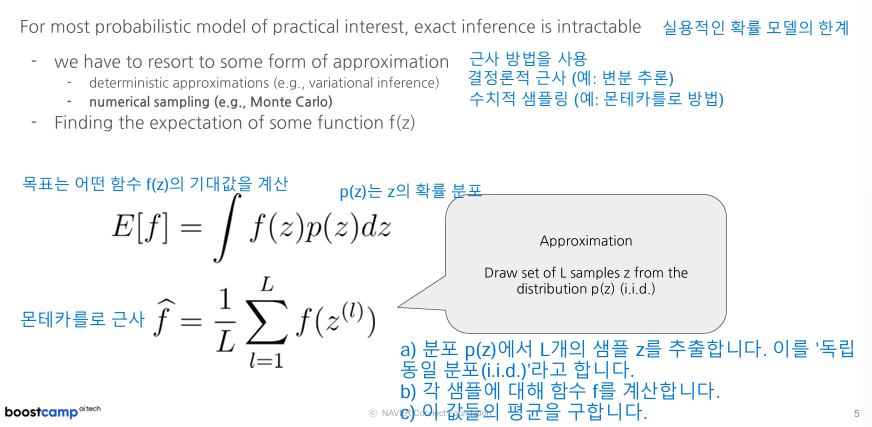 For most probabilistic model of practical interest, exact inference is intractable 실용적인 확률 모델의 한계
- we have to resort to some form of approximation 근사 방법을 사용
- deterministic approximations (e.g., variational inference) 결정론적 근사 (예: 변분 추론)
- numerical sampling (e.g., Monte Carlo) 수치적 샘플링 (예: 몬테카를로 방법)
- Finding the expectation of some function f(z)
목표는 어떤 함수 f(z)의 기대값을 계산
p(z)는 z의 확률 분포
E[f] = ∫ f(z)p(z)dz
Approximation
Draw set of L samples z from the
distribution p(z) (i.i.d.)
몬테카를로 근사 f̂ = 1/L ∑_{l=1}^{L} f(z^{(l)})
a) 분포 p(z)에서 L개의 샘플 z를 추출합니다. 이를 '독립
동일 분포(i.i.d.)'라고 합니다.
b) 각 샘플에 대해 함수 f를 계산합니다.
c) 이 값들의 평균을 구합니다.
boostcamp ai tech
© NAVER Connect
5